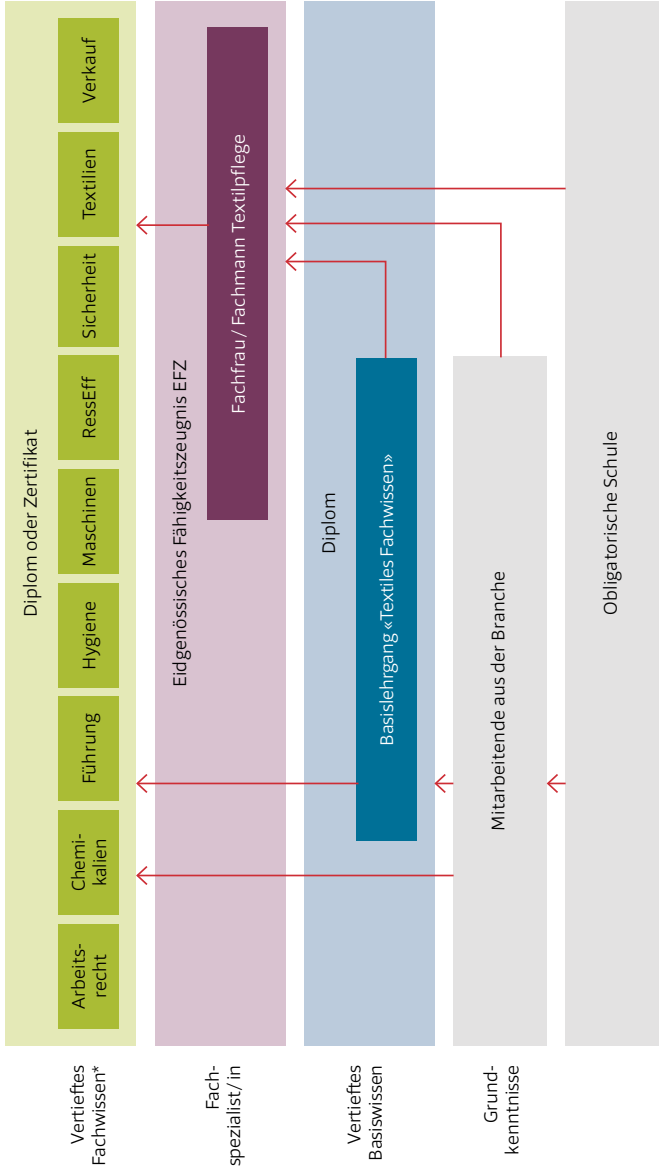 Vertieftes
Fachwissen*
Diplom oder Zertifikat
Arbeits-
recht
Chemi-
kalien
Führung
Hygiene
Maschinen
RessEff
Sicherheit
Textilien
Verkauf
Fach-
spezialist/in
Eidgenössisches Fähigkeitszeugnis EFZ
Fachfrau/Fachmann Textilpflege
Vertieftes
Basiswissen
Diplom
Basislehrgang «Textiles Fachwissen»
Grund-
kenntnisse
Mitarbeitende aus der Branche
Obligatorische Schule